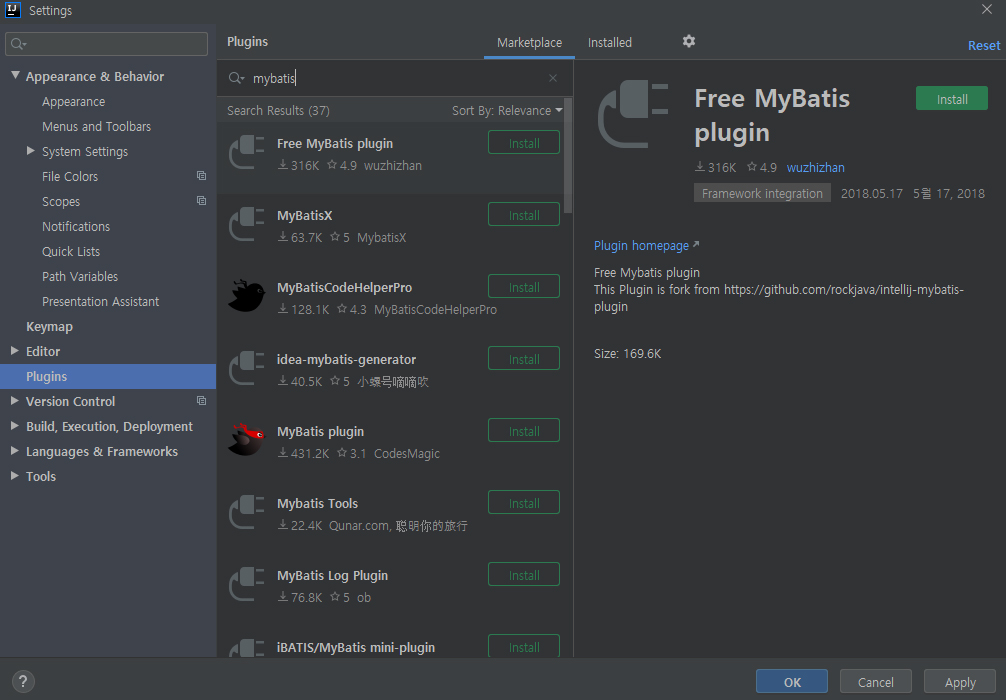 IJ
Settings
Appearance & Behavior
Appearance
Menus and Toolbars
System Settings
File Colors
Scopes
Notifications
Quick Lists
Path Variables
Presentation Assistant
Keymap
Editor
Plugins
Version Control
Build, Execution, Deployment
Languages & Frameworks
Tools
Plugins
Marketplace
Installed
Reset
mybatis
Search Results (37)
Sort By: Relevance
Free MyBatis plugin
Install
316K 4.9 wuzhizhan
MyBatisX
Install
63.7K 5 MybatisX
MyBatisCodeHelperPro
Install
128.1K 4.3 MyBatisCodeHelperPro
idea-mybatis-generator
Install
40.5K 5 小螺号嘀嘀吹
MyBatis plugin
Install
431.2K 3.1 CodesMagic
Mybatis Tools
Install
22.4K Qunar.com, 聪明你的旅行
MyBatis Log Plugin
Install
76.8K 5 ob
iBATIS/MyBatis mini-plugin
Install
Free MyBatis
plugin
Install
316K 4.9 wuzhizhan
Framework integration 2018.05.17 5월 17, 2018
Plugin homepage
Free Mybatis plugin
This Plugin is fork from https://github.com/rockjava/intellij-mybatis-
plugin
Size: 169.6K
?
OK
Cancel
Apply